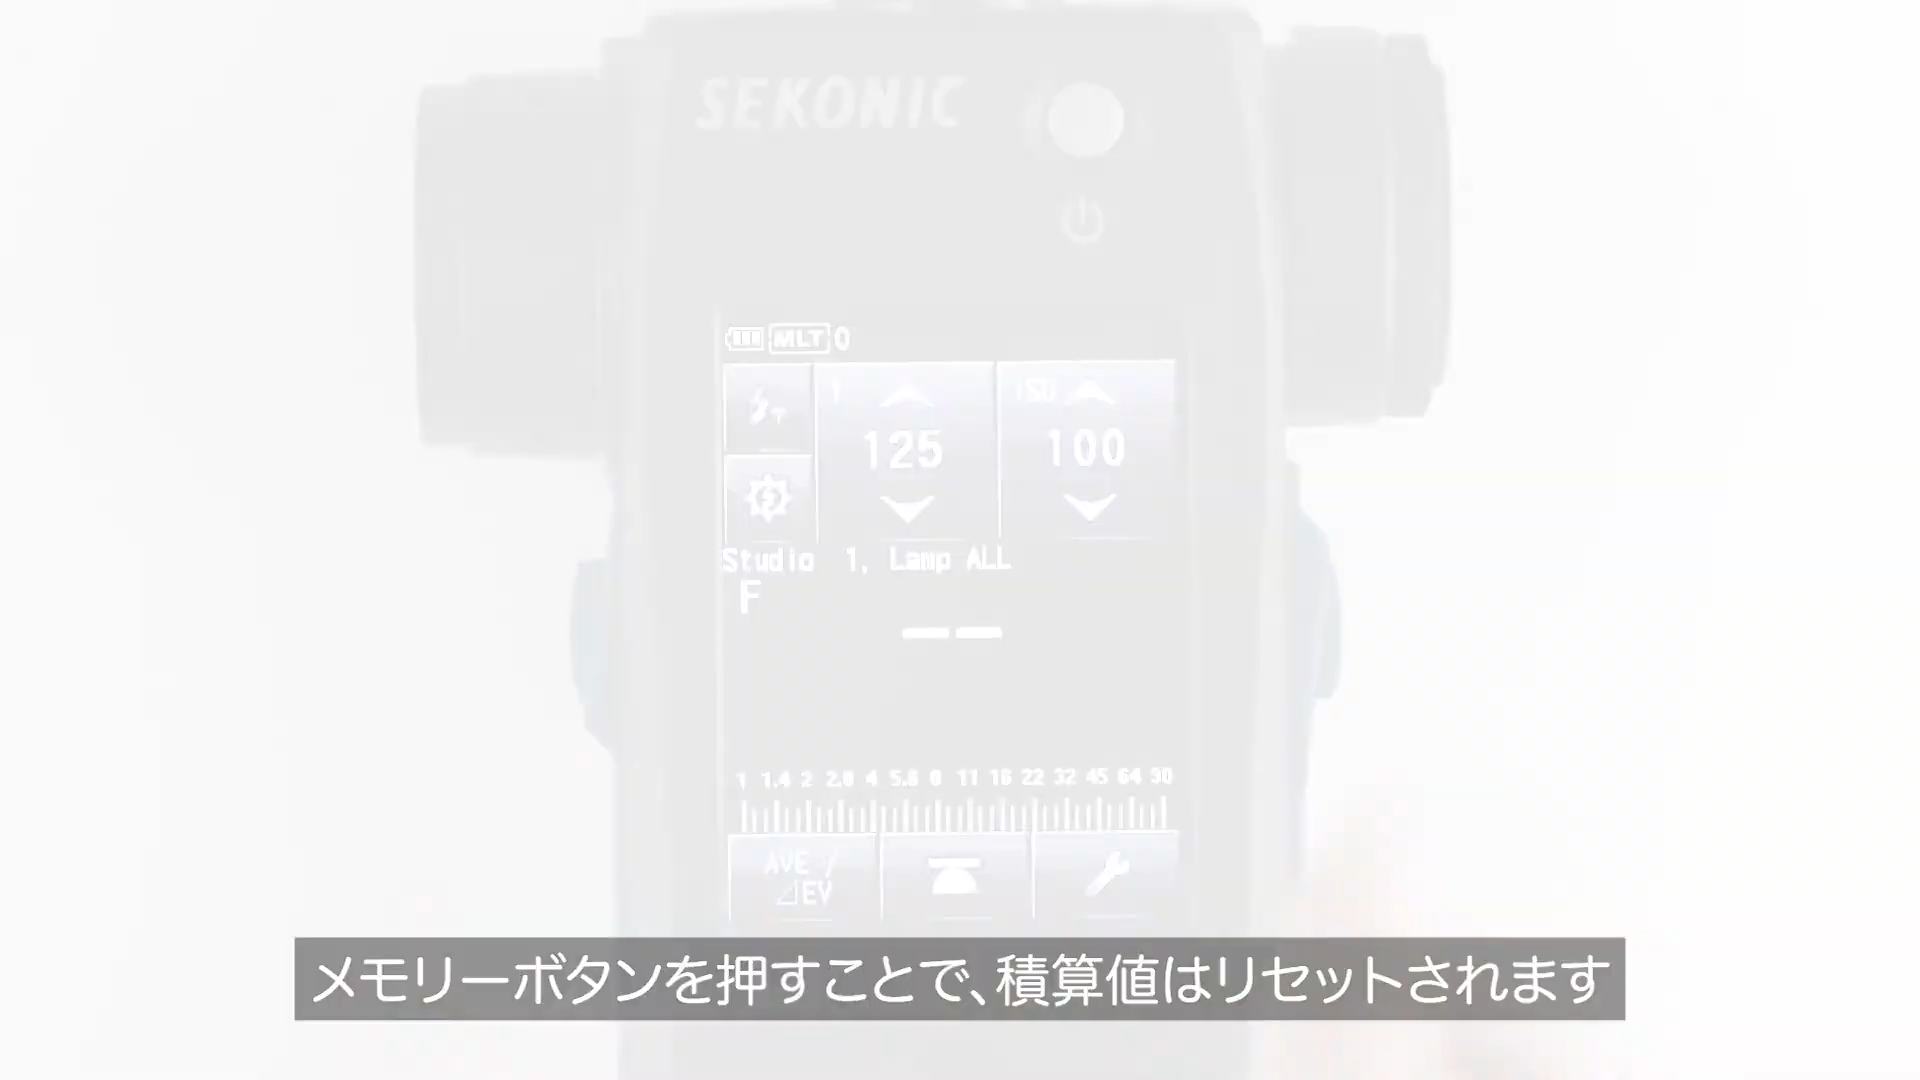 SEKONIC
MLT 0
T ISO
125 100
Studio 1, Lamp ALL
F
1 1.4 2 2.8 4 5.6 8 11 16 22 32 45 64 90
AVE /
⊿EV
メモリーボタンを押すことで、積算値はリセットされます